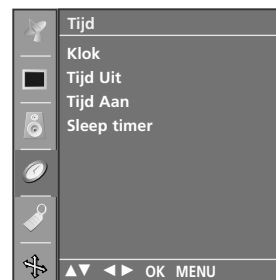 Tijd
Klok
Tijd Uit
Tijd Aan
Sleep timer
▲▼ ◄► OK MENU